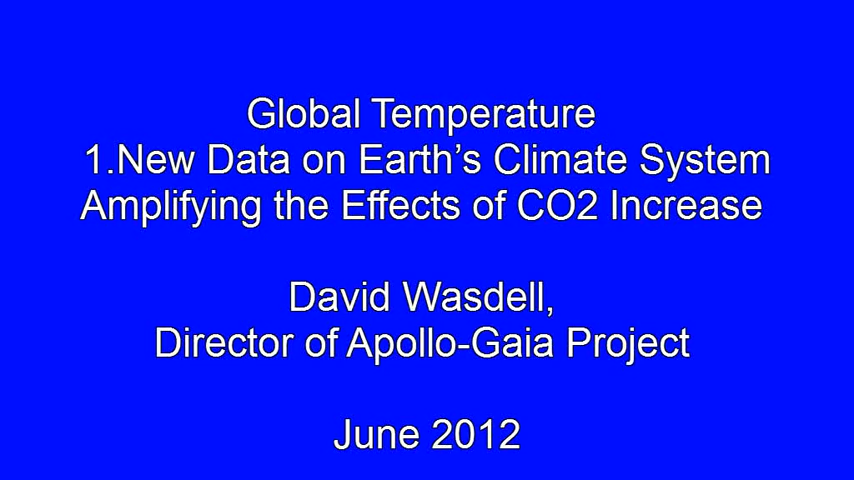 Global Temperature
1.New Data on Earth’s Climate System
Amplifying the Effects of CO2 Increase
David Wasdell,
Director of Apollo-Gaia Project
June 2012